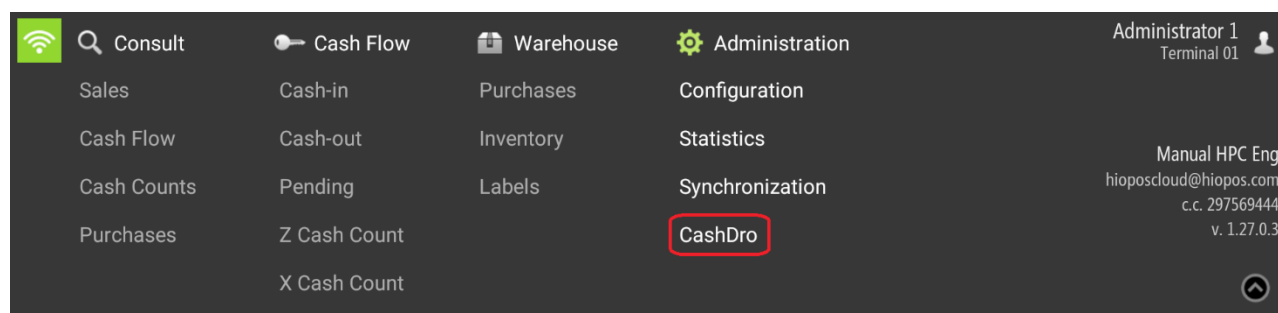 Consult Cash Flow Warehouse Administration Administrator 1
Terminal 01
Sales Cash-in Purchases Configuration
Cash Flow Cash-out Inventory Statistics
Manual HPC Eng
Cash Counts Pending Labels Synchronization
hioposcloud@hiopos.com
c.c. 297569444
Purchases Z Cash Count CashDro
v. 1.27.0.3
X Cash Count